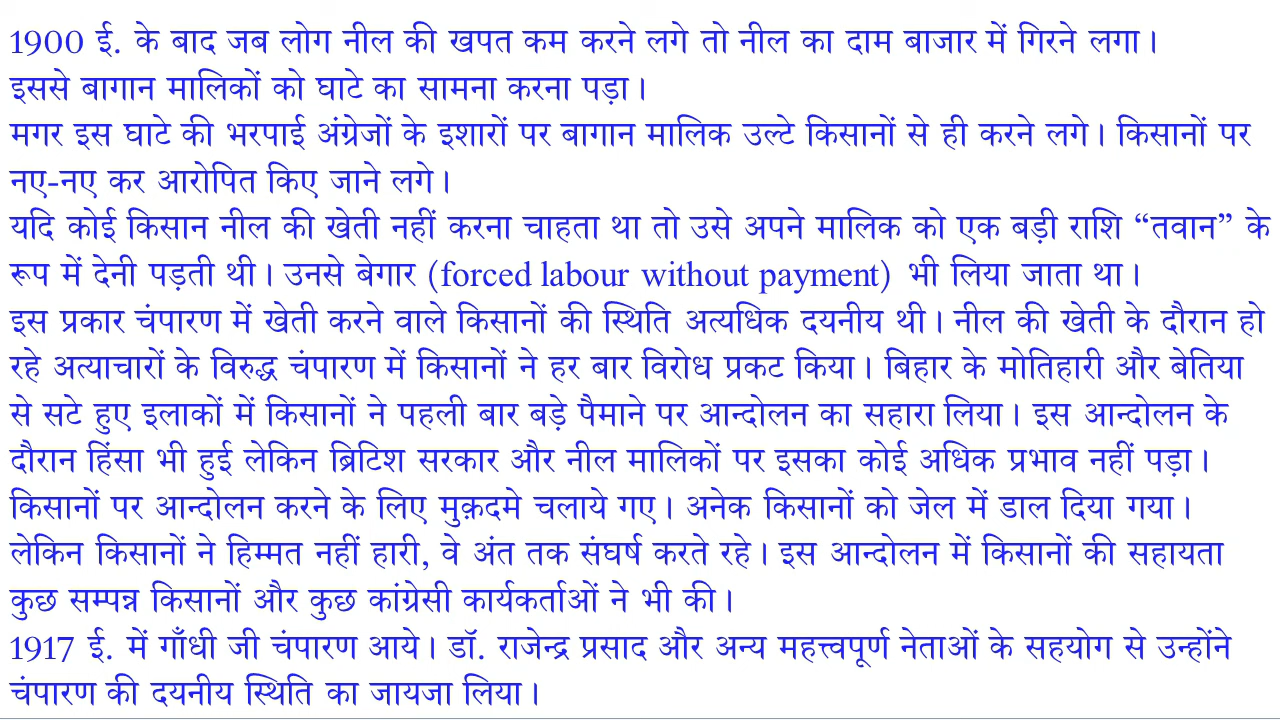 1900 ई. के बाद जब लोग नील की खपत कम करने लगे तो नील का दाम बाजार में गिरने लगा।
इससे बागान मालिकों को घाटे का सामना करना पड़ा।
मगर इस घाटे की भरपाई अंग्रेजों के इशारों पर बागान मालिक उल्टे किसानों से ही करने लगे। किसानों पर
नए-नए कर आरोपित किए जाने लगे।
यदि कोई किसान नील की खेती नहीं करना चाहता था तो उसे अपने मालिक को एक बड़ी राशि “तवान” के
रूप में देनी पड़ती थी। उनसे बेगार (forced labour without payment) भी लिया जाता था।
इस प्रकार चंपारण में खेती करने वाले किसानों की स्थिति अत्यधिक दयनीय थी। नील की खेती के दौरान हो
रहे अत्याचारों के विरुद्ध चंपारण में किसानों ने हर बार विरोध प्रकट किया। बिहार के मोतिहारी और बेतिया
से सटे हुए इलाकों में किसानों ने पहली बार बड़े पैमाने पर आन्दोलन का सहारा लिया। इस आन्दोलन के
दौरान हिंसा भी हुई लेकिन ब्रिटिश सरकार और नील मालिकों पर इसका कोई अधिक प्रभाव नहीं पड़ा।
किसानों पर आन्दोलन करने के लिए मुक़दमे चलाये गए। अनेक किसानों को जेल में डाल दिया गया।
लेकिन किसानों ने हिम्मत नहीं हारी, वे अंत तक संघर्ष करते रहे। इस आन्दोलन में किसानों की सहायता
कुछ सम्पन्न किसानों और कुछ कांग्रेसी कार्यकर्ताओं ने भी की।
1917 ई. में गाँधी जी चंपारण आये। डॉ. राजेन्द्र प्रसाद और अन्य महत्त्वपूर्ण नेताओं के सहयोग से उन्होंने
चंपारण की दयनीय स्थिति का जायजा लिया।